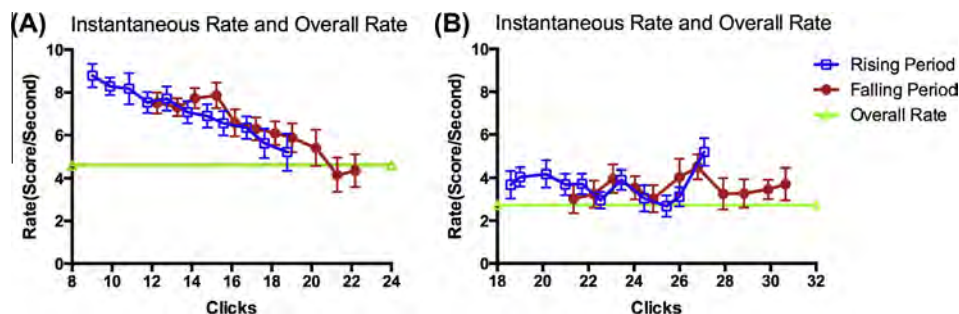 (A) Instantaneous Rate and Overall Rate
Rate(Score/Second)
10
8
6
4
2
0
8 10 12 14 16 18 20 22 24
Clicks
(B) Instantaneous Rate and Overall Rate
Rate(Score/Second)
10
8
6
4
2
0
18 20 22 24 26 28 30 32
Clicks
Rising Period
Falling Period
Overall Rate